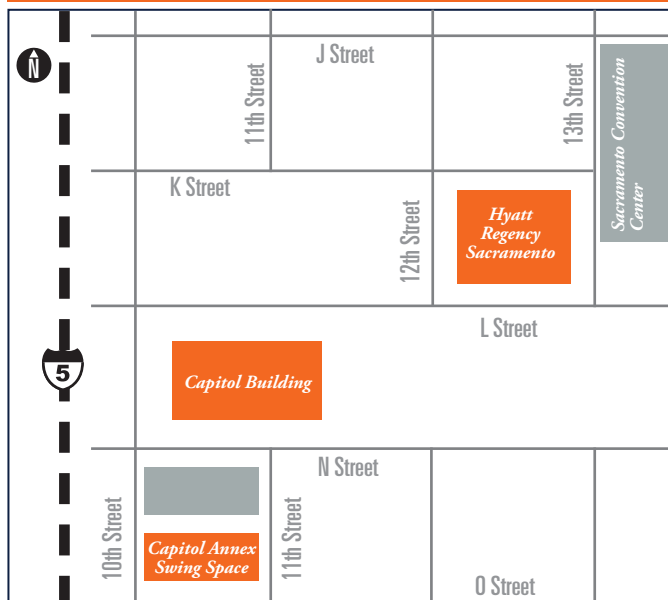 N
J Street
11th Street
13th Street
Sacramento Convention
Center
K Street
12th Street
Hyatt
Regency
Sacramento
L Street
5
Capitol Building
N Street
10th Street
11th Street
Capitol Annex
Swing Space
O Street